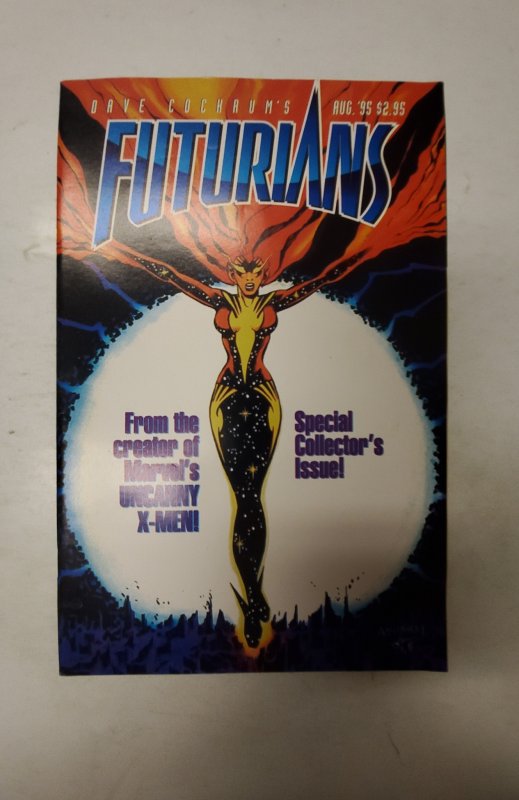 DAVE COCKRUM'S
AUG. '95 $2.95
FUTURIANS
From the
creator of
Marvel's
UNCANNY
X-MEN!
Special
Collector's
Issue!